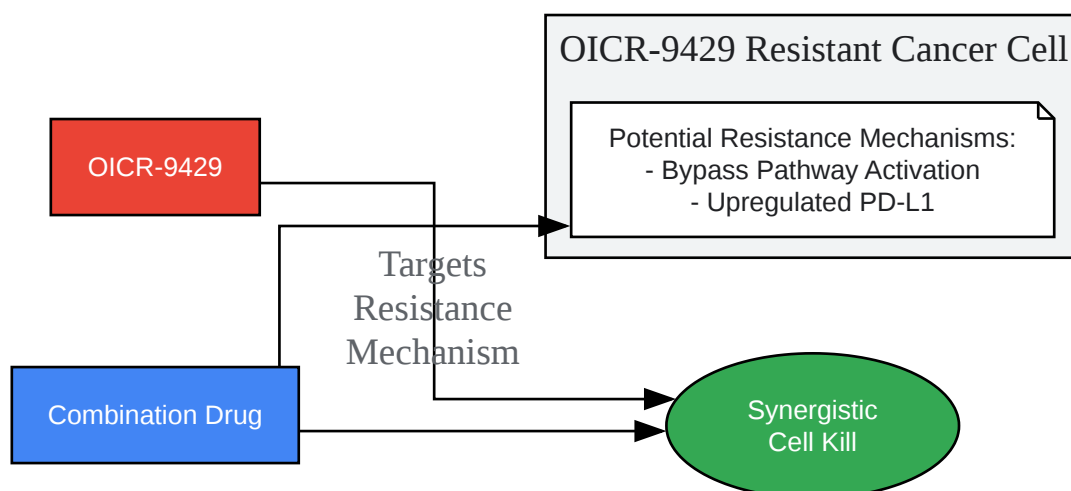 OICR-9429 Resistant Cancer Cell
Potential Resistance Mechanisms:
- Bypass Pathway Activation
- Upregulated PD-L1
OICR-9429
Targets
Resistance
Mechanism
Combination Drug
Synergistic
Cell Kill